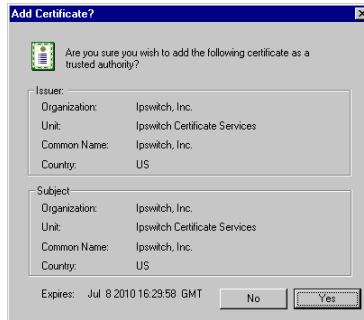 Add Certificate?
Are you sure you wish to add the following certificate as a
trusted authority?
Issuer:
Organization: Ipswitch, Inc.
Unit: Ipswitch Certificate Services
Common Name: Ipswitch, Inc.
Country: US
Subject
Organization: Ipswitch, Inc.
Unit: Ipswitch Certificate Services
Common Name: Ipswitch, Inc.
Country: US
Expires: Jul 8 2010 16:29:58 GMT
No Yes